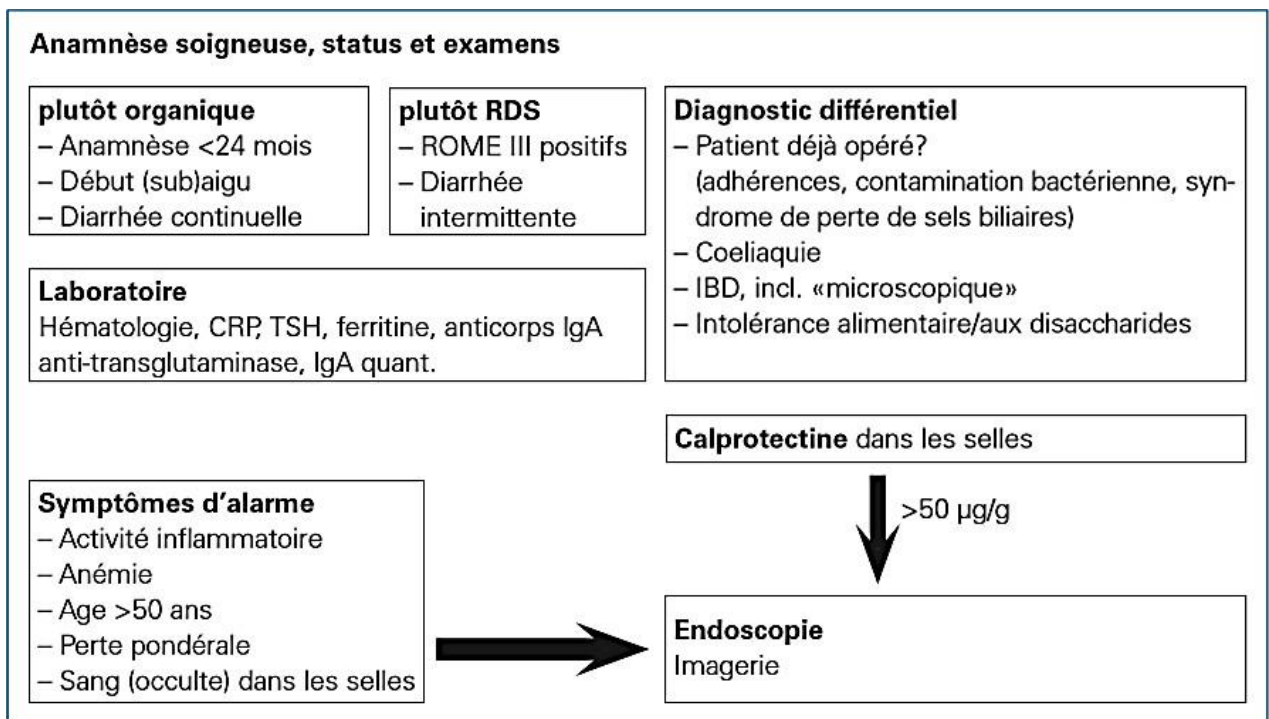 Anamnèse soigneuse, status et examens
plutôt organique
– Anamnèse <24 mois
– Début (sub)aigu
– Diarrhée continuelle
plutôt RDS
– ROME III positifs
– Diarrhée
intermittente
Diagnostic différentiel
– Patient déjà opéré?
(adhérences, contamination bactérienne, syn-
drome de perte de sels biliaires)
– Coeliaquie
– IBD, incl. «microscopique»
– Intolérance alimentaire/aux disaccharides
Laboratoire
Hématologie, CRP, TSH, ferritine, anticorps IgA
anti-transglutaminase, IgA quant.
Calprotectine dans les selles
>50 µg/g
Symptômes d'alarme
– Activité inflammatoire
– Anémie
– Age >50 ans
– Perte pondérale
– Sang (occulte) dans les selles
Endoscopie
Imagerie